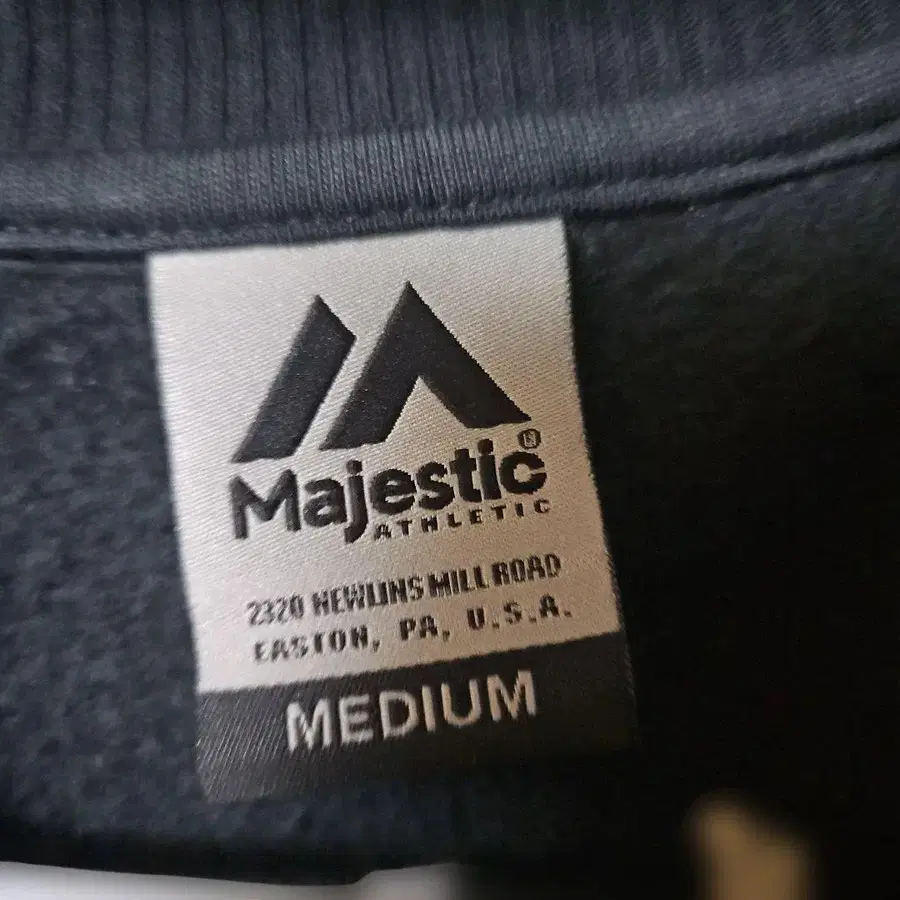 Majestic®
ATHLETIC
2320 NEWLINS MILL ROAD
EASTON, PA, U.S.A.
MEDIUM